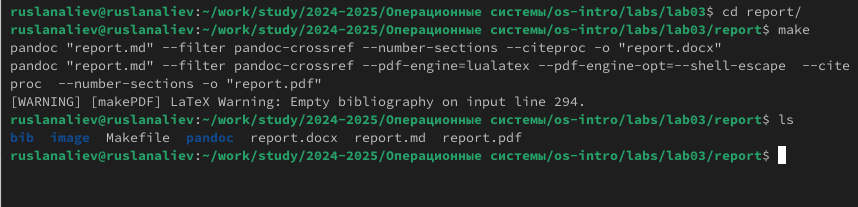 ruslanaliev@ruslanaliev:~/work/study/2024-2025/Операционные системы/os-intro/labs/lab03$ cd report/
ruslanaliev@ruslanaliev:~/work/study/2024-2025/Операционные системы/os-intro/labs/lab03/report$ make
pandoc "report.md" --filter pandoc-crossref --number-sections --citeproc -o "report.docx"
pandoc "report.md" --filter pandoc-crossref --pdf-engine=lualatex --pdf-engine-opt=--shell-escape  --cite
proc  --number-sections -o "report.pdf"
[WARNING] [makePDF] LaTeX Warning: Empty bibliography on input line 294.
ruslanaliev@ruslanaliev:~/work/study/2024-2025/Операционные системы/os-intro/labs/lab03/report$ ls
bib  image  Makefile  pandoc  report.docx  report.md  report.pdf
ruslanaliev@ruslanaliev:~/work/study/2024-2025/Операционные системы/os-intro/labs/lab03/report$